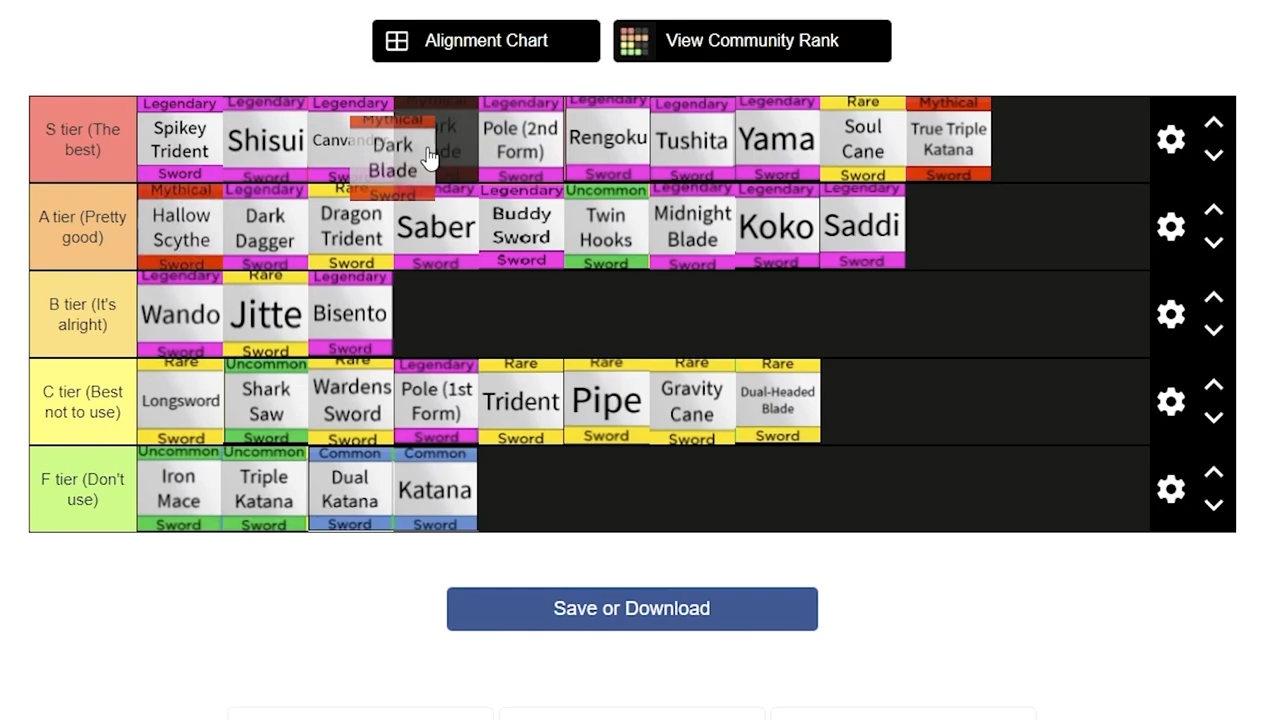 Alignment Chart
View Community Rank
S tier (The
best)
Legendary
Spikey
Trident
Sword
Legendary
Shisui
Sword
Legendary
Mythical
Dark
Blade
Sword
Legendary
Pole (2nd
Form)
Sword
Legendary
Rengoku
Sword
Legendary
Tushita
Sword
Legendary
Yama
Sword
Rare
Soul
Cane
Sword
Mythical
True Triple
Katana
Sword
A tier (Pretty
good)
Mythical
Hallow
Scythe
Sword
Legendary
Dark
Dagger
Sword
Rare
Dragon
Trident
Sword
Saber
Sword
Legendary
Buddy
Sword
Sword
Uncommon
Twin
Hooks
Sword
Legendary
Midnight
Blade
Sword
Legendary
Koko
Sword
Legendary
Saddi
Sword
B tier (It's
alright)
Legendary
Wando
Sword
Rare
Jitte
Sword
Legendary
Bisento
Sword
C tier (Best
not to use)
Rare
Longsword
Sword
Uncommon
Shark
Saw
Sword
Rare
Wardens
Sword
Sword
Legendary
Pole (1st
Form)
Sword
Rare
Trident
Sword
Rare
Pipe
Sword
Rare
Gravity
Cane
Sword
Rare
Dual-Headed
Blade
Sword
F tier (Don't
use)
Uncommon
Iron
Mace
Sword
Uncommon
Triple
Katana
Sword
Common
Dual
Katana
Sword
Common
Katana
Sword
Save or Download